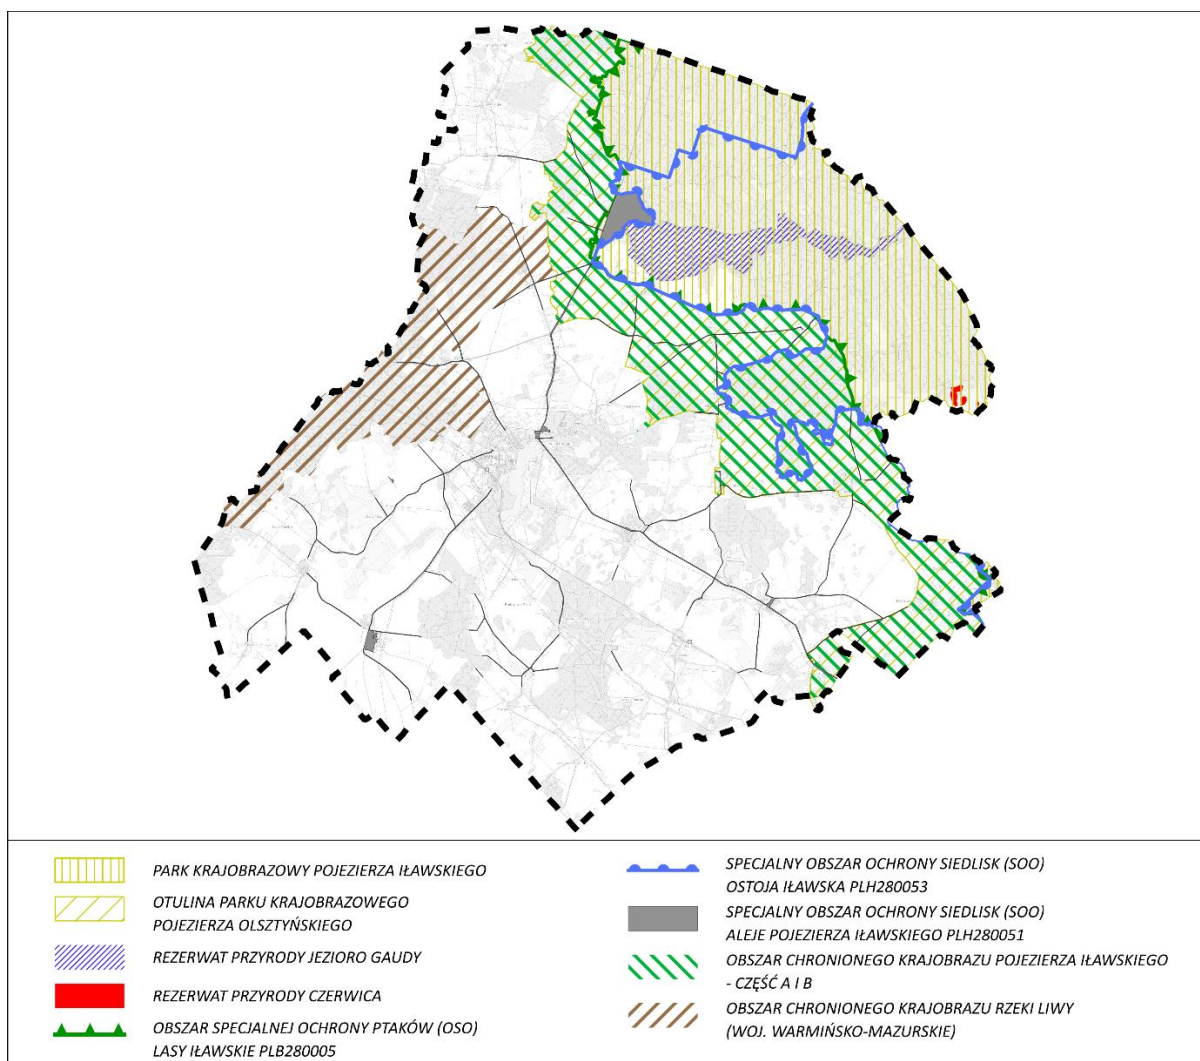 PARK KRAJOBRAZOWY POJEZIERZA IŁAWSKIEGO
OTULINA PARKU KRAJOBRAZOWEGO
POJEZIERZA OLSZTYŃSKIEGO
REZERWAT PRZYRODY JEZIORO GAUDY
REZERWAT PRZYRODY CZERWICA
OBSZAR SPECJALNEJ OCHRONY PTAKÓW (OSO)
LASY IŁAWSKIE PLB280005
SPECJALNY OBSZAR OCHRONY SIEDLISK (SOO)
OSTOJA IŁAWSKA PLH280053
SPECJALNY OBSZAR OCHRONY SIEDLISK (SOO)
ALEJE POJEZIERZA IŁAWSKIEGO PLH280051
OBSZAR CHRONIONEGO KRAJOBRAZU POJEZIERZA IŁAWSKIEGO
- CZĘŚĆ A I B
OBSZAR CHRONIONEGO KRAJOBRAZU RZEKI LIWY
(WOJ. WARMIŃSKO-MAZURSKIE)